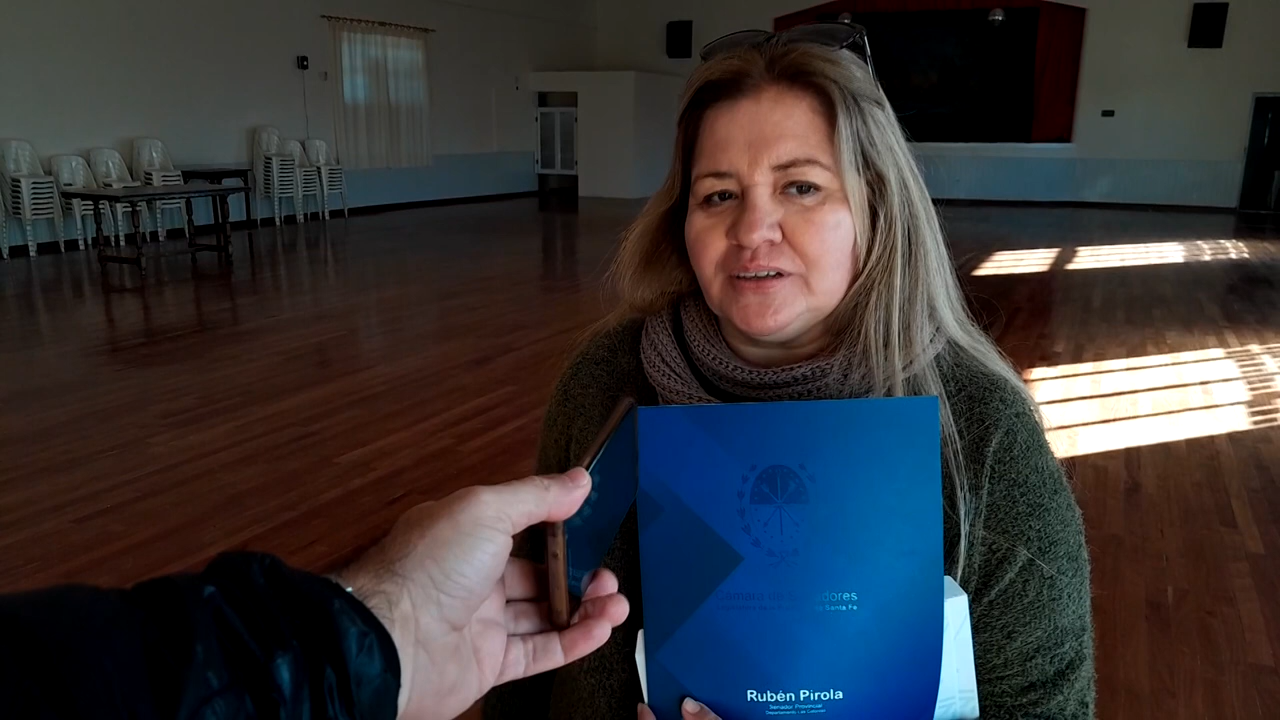 Cámara de Senadores
Santa Fe
Rubén Pirola
Senador Provincial
Departamento Las Colonias